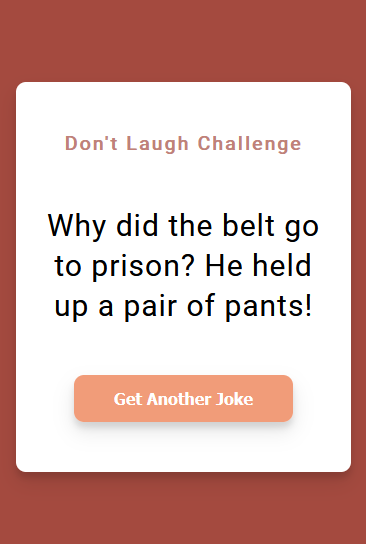 Don't Laugh Challenge
Why did the belt go
to prison? He held
up a pair of pants!
Get Another Joke